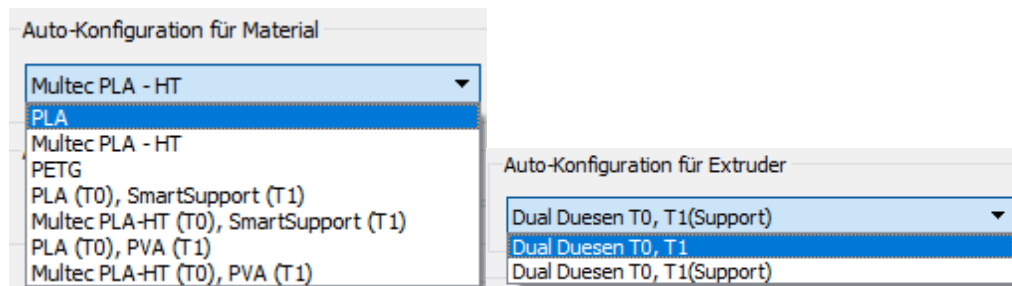 Auto-Konfiguration für Material
Multec PLA - HT
PLA
Multec PLA - HT
PETG
PLA (T0), SmartSupport (T1)
Multec PLA-HT (T0), SmartSupport (T1)
PLA (T0), PVA (T1)
Multec PLA-HT (T0), PVA (T1)
Auto-Konfiguration für Extruder
Dual Duesen T0, T1(Support)
Dual Duesen T0, T1
Dual Duesen T0, T1(Support)